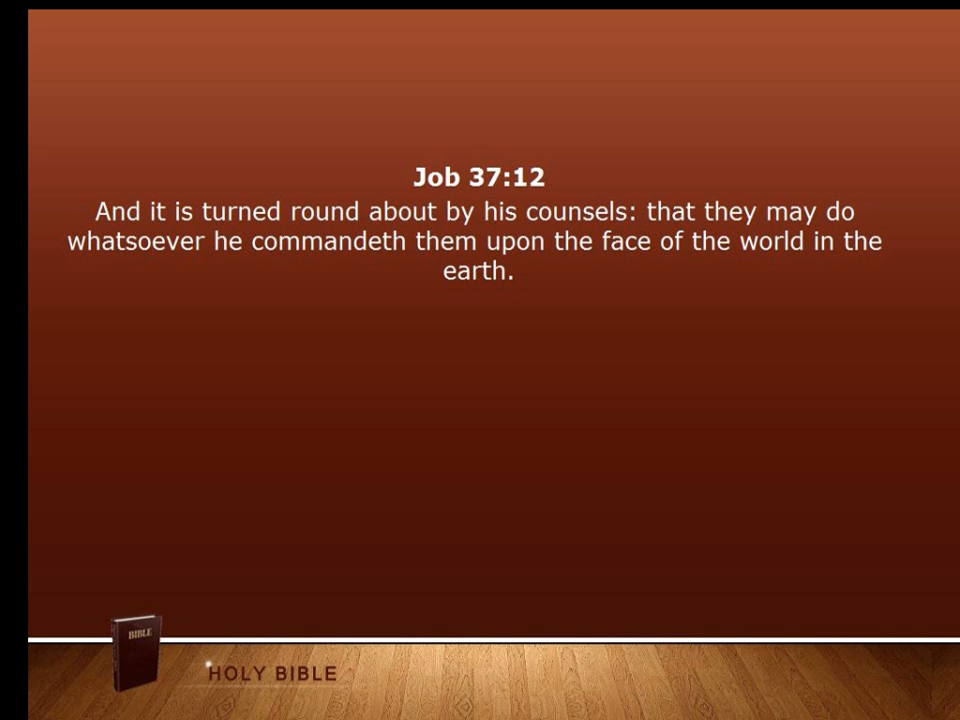 Job 37:12
And it is turned round about by his counsels: that they may do
whatsoever he commandeth them upon the face of the world in the
earth.
BIBLE
HOLY BIBLE